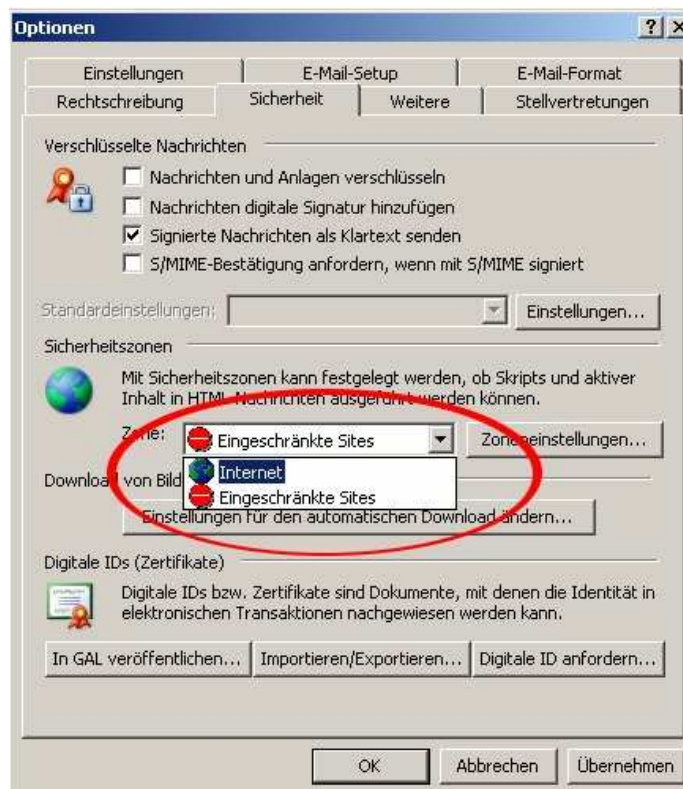 Optionen
Einstellungen E-Mail-Setup E-Mail-Format
Rechtschreibung Sicherheit Weitere Stellvertretungen
Verschlüsselte Nachrichten
Nachrichten und Anlagen verschlüsseln
Nachrichten digitale Signatur hinzufügen
Signierte Nachrichten als Klartext senden
S/MIME-Bestätigung anfordern, wenn mit S/MIME signiert
Standardeinstellungen: Einstellungen...
Sicherheitszonen
Mit Sicherheitszonen kann festgelegt werden, ob Skripts und aktiver
Inhalt in HTML-Nachrichten ausgeführt werden können.
Zone: Eingeschränkte Sites Zoneneinstellungen...
Internet
Download von Bild
Eingeschränkte Sites
Einstellungen für den automatischen Download ändern...
Digitale IDs (Zertifikate)
Digitale IDs bzw. Zertifikate sind Dokumente, mit denen die Identität in
elektronischen Transaktionen nachgewiesen werden kann.
In GAL veröffentlichen... Importieren/Exportieren... Digitale ID anfordern...
OK Abbrechen Übernehmen